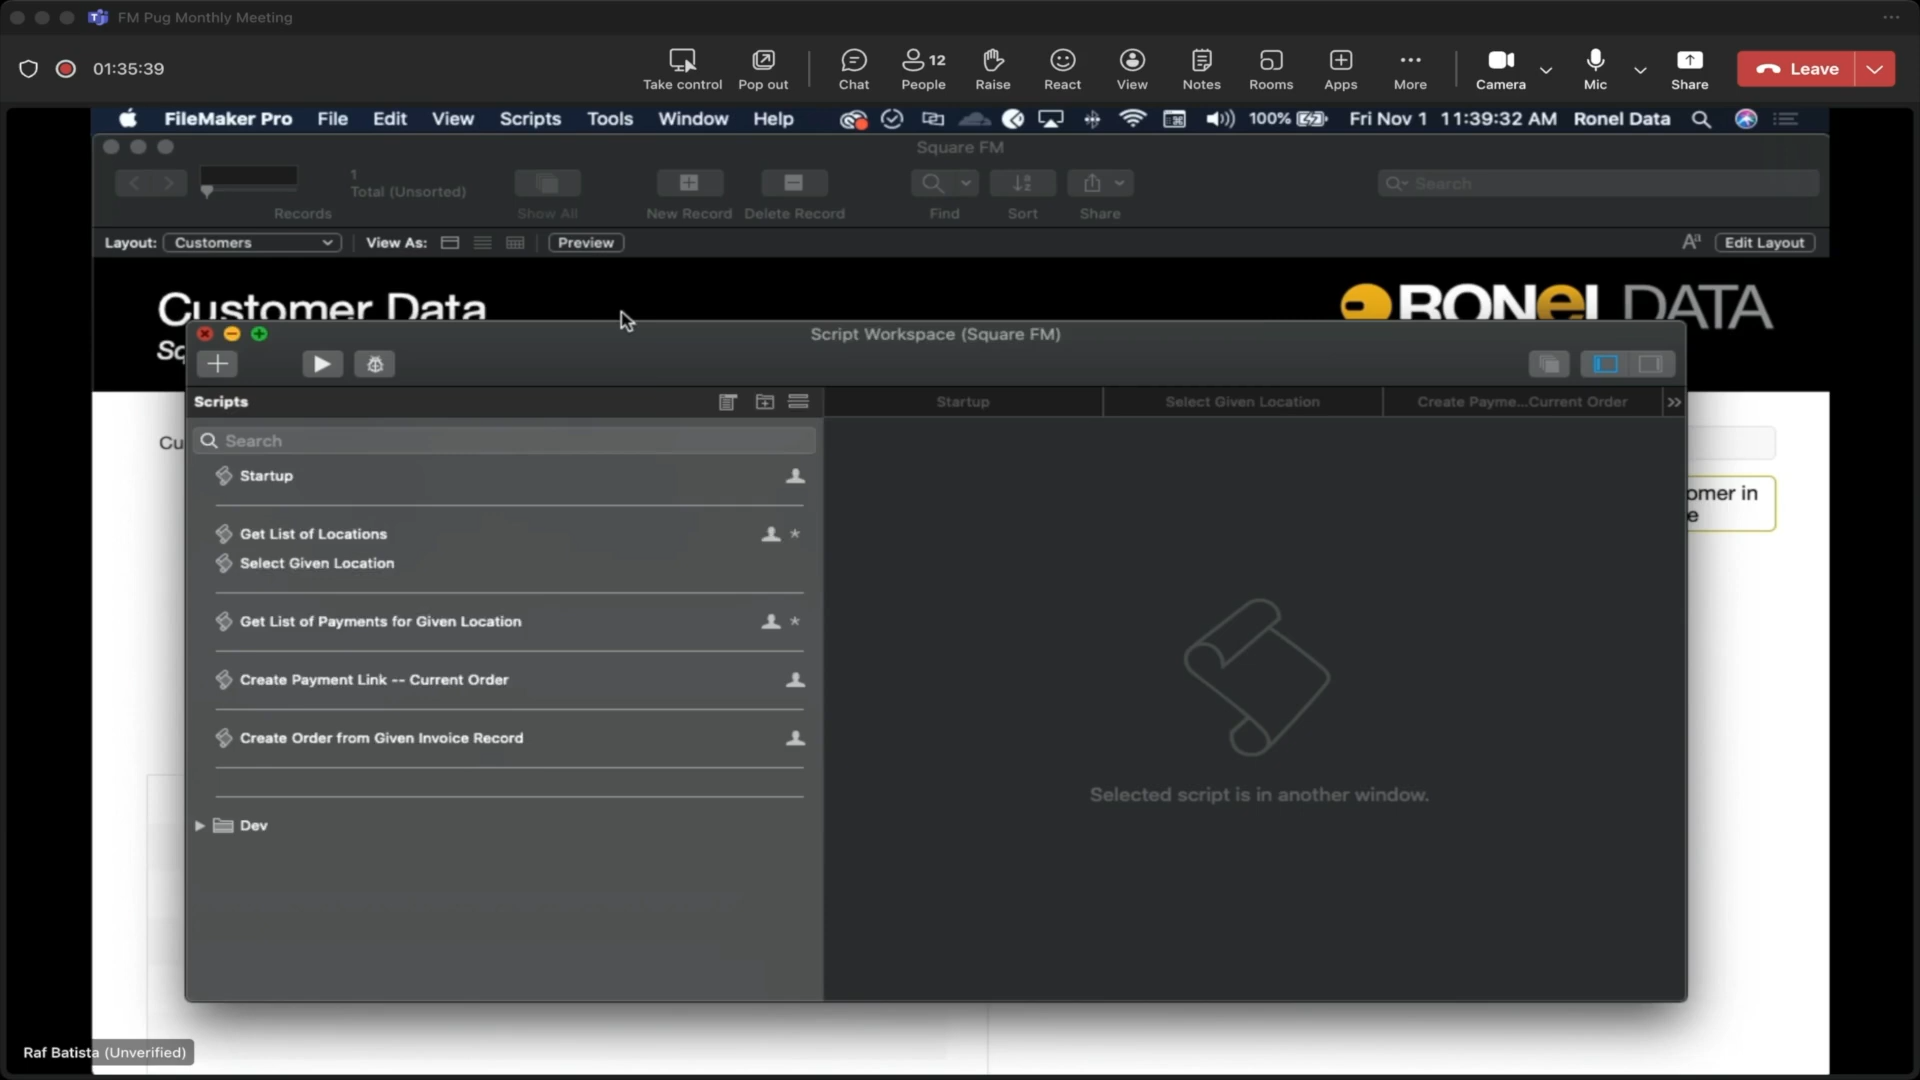 FM Pug Monthly Meeting
01:35:39
Take control
Pop out
Chat
12
People
Raise
React
View
Notes
Rooms
Apps
More
Camera
Mic
Share
Leave
FileMaker Pro File Edit View Scripts Tools Window Help 100% Fri Nov 1 11:39:32 AM Ronel Data
Square FM
1
Total (Unsorted)
Records
Show All
New Record
Delete Record
Find
Sort
Share
Search
Layout: Customers View As: Preview Edit Layout
Customer Data
RONEL DATA
Script Workspace (Square FM)
Scripts
Startup
Select Given Location
Create Payme...Current Order
Search
Startup
Get List of Locations
Select Given Location
Get List of Payments for Given Location
Create Payment Link -- Current Order
Create Order from Given Invoice Record
Dev
Selected script is in another window.
Raf Batista (Unverified)